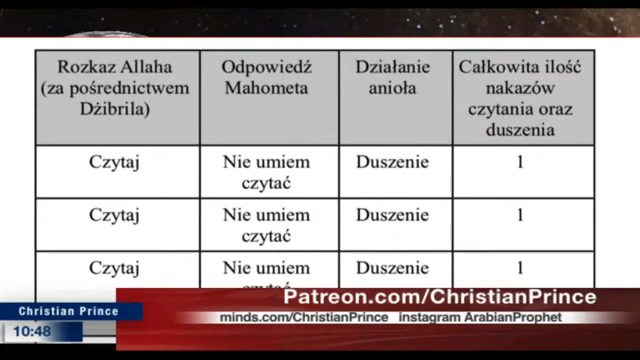 Rozkaz Allaha
(za pośrednictwem
Dżibrila)
Odpowiedź
Mahometa
Działanie
anioła
Całkowita ilość
nakazów
czytania oraz
duszenia
Czytaj
Nie umiem
czytać
Duszenie
1
Czytaj
Nie umiem
czytać
Duszenie
1
Czytaj
Nie umiem
Duszenie
1
Patreon.com/ChristianPrince
Christian Prince
minds.com/ChristianPrince instagram ArabianProphet
10:48